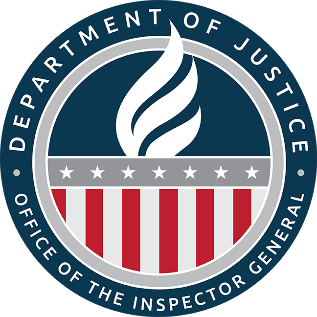 DEPARTMENT OF JUSTICE
OFFICE OF THE INSPECTOR GENERAL